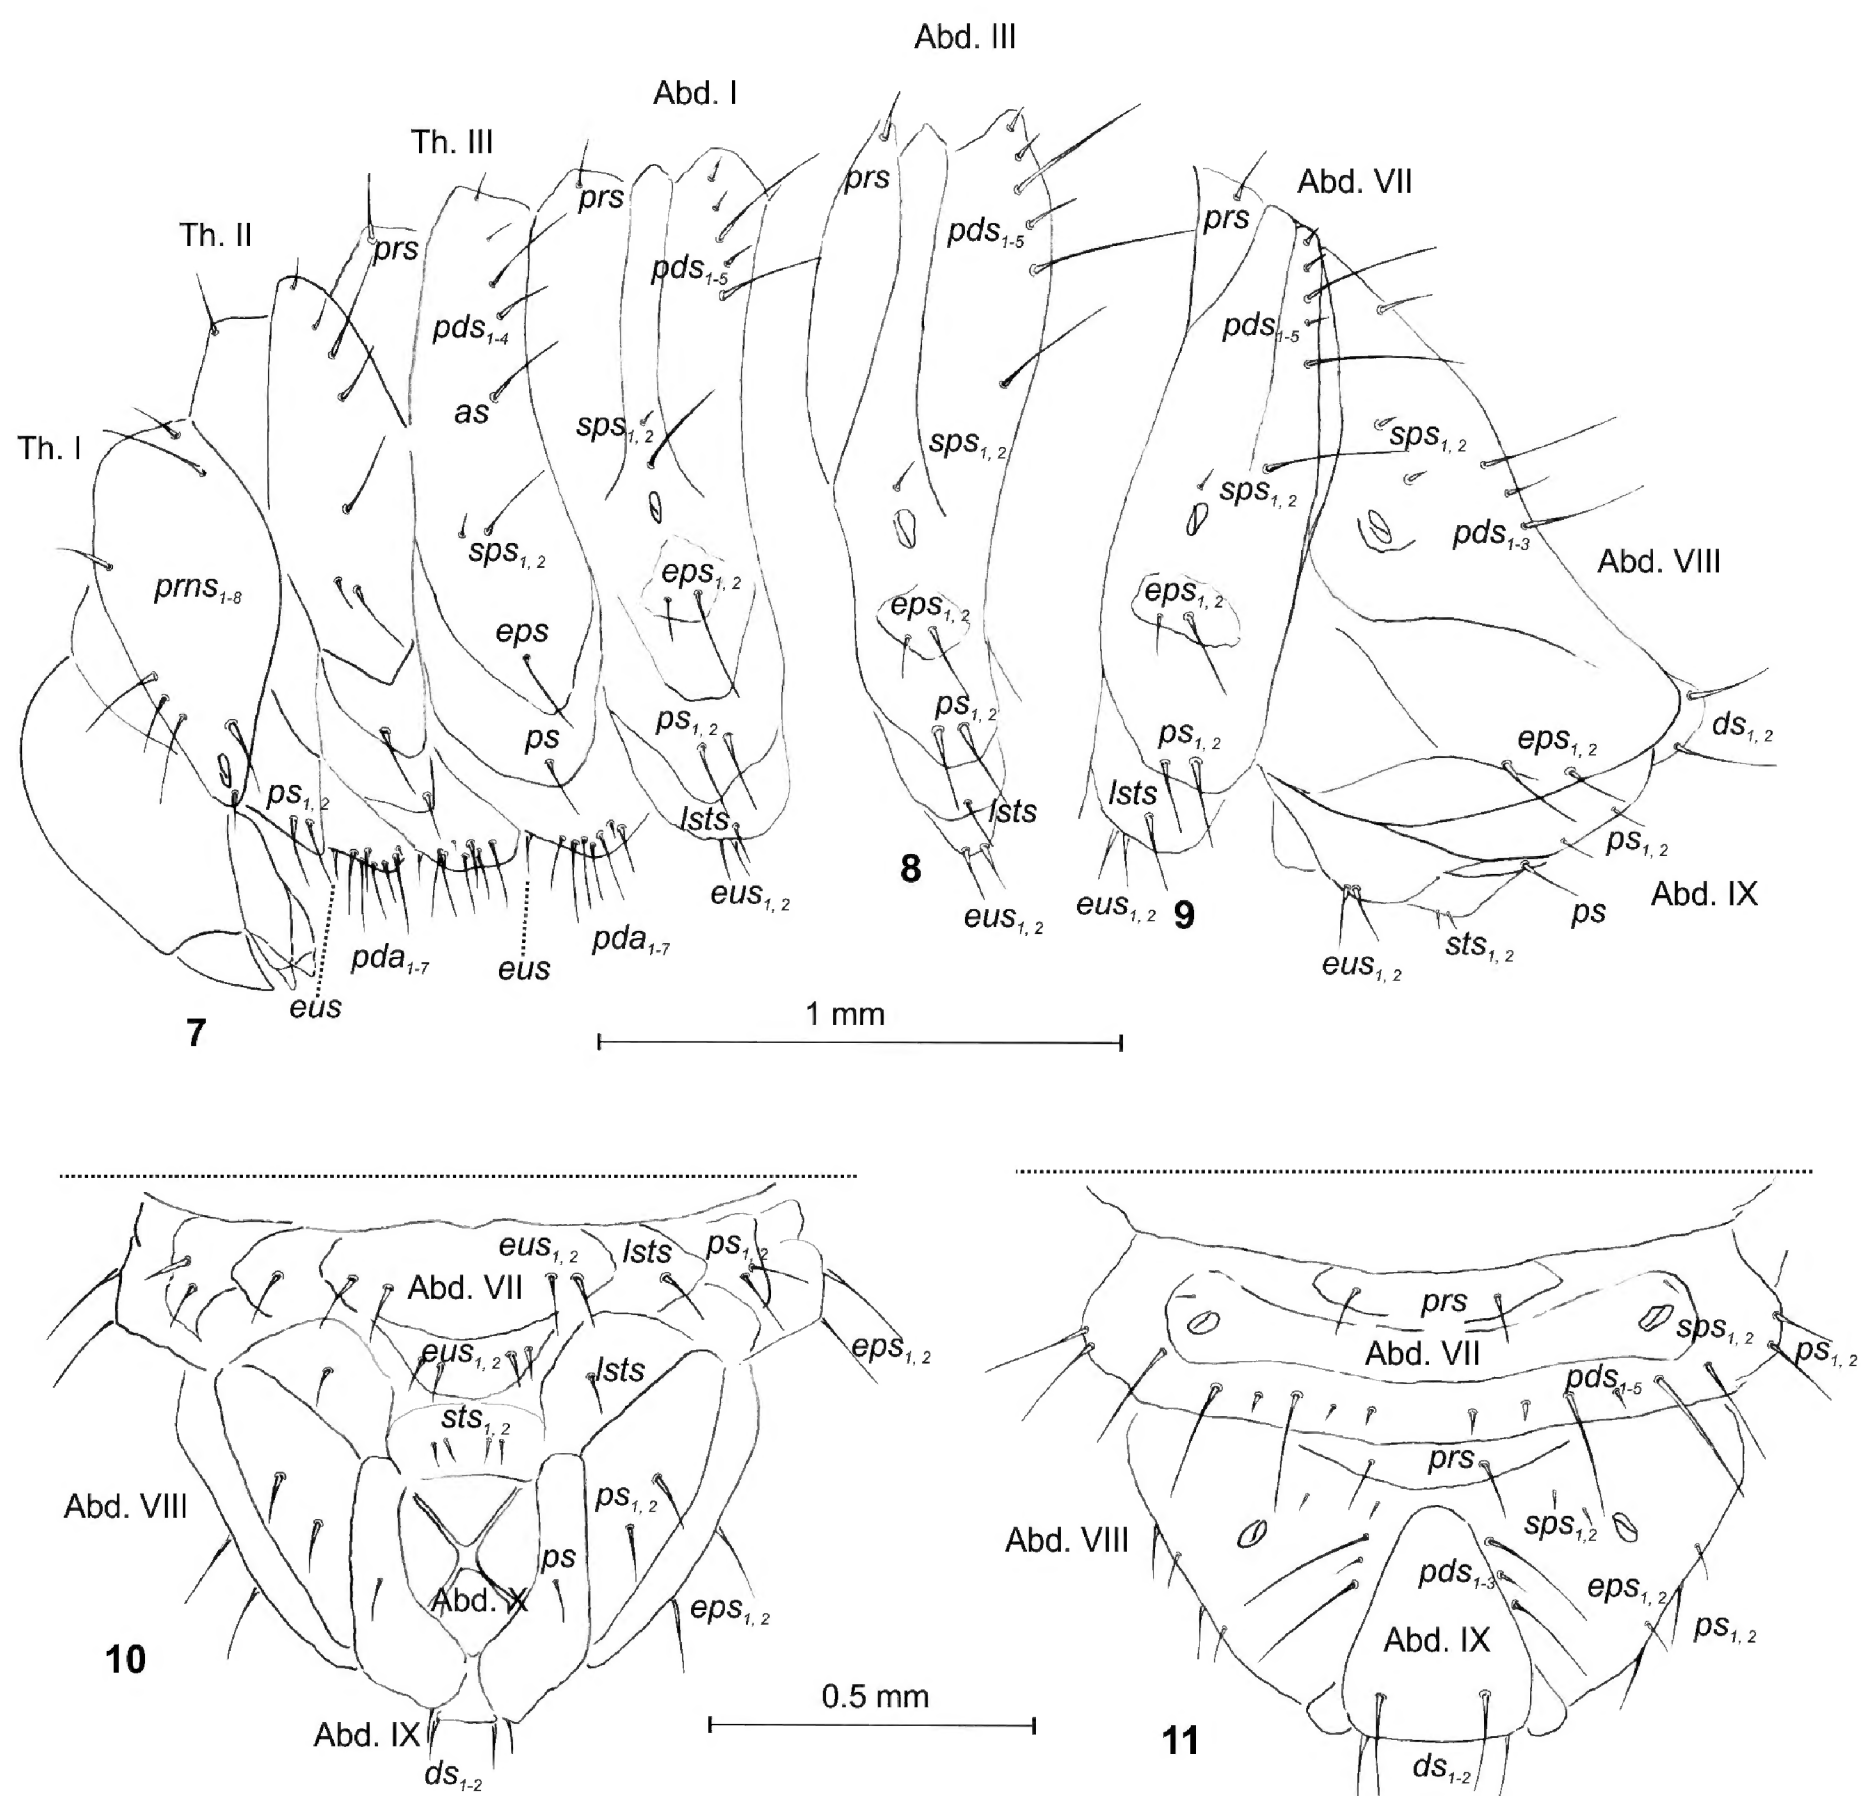 Abd. III
Abd. I
Th. III
Th. II
Abd. VII
prs
prs
prs
prs
pds1-5
pds1-5
pds1-4
pds1-5
Th. I
as
sps1, 2
sps1, 2
sps1, 2
sps1, 2
sps1, 2
pds1-3
Abd. VIII
prns1-8
eps1, 2
eps1, 2
eps1, 2
eps
ps1, 2
ps1, 2
ps1, 2
ds1, 2
eps1, 2
ps
ps1, 2
lsts
lsts
lsts
ps1, 2
8
Abd. IX
eus1, 2
eus1, 2
eus1, 2
9
ps
pda1-7
eus
pda1-7
eus1, 2
sts1, 2
eus
7
1 mm
eus1, 2
lsts
ps1, 2
Abd. VII
eus1, 2
lsts
eps1, 2
sts1, 2
Abd. VIII
ps1, 2
ps
Abd. X
eps1, 2
10
Abd. IX
ds1-2
0.5 mm
prs
sps1, 2
Abd. VII
ps1, 2
pds1-5
prs
sps1,2
Abd. VIII
pds1-3
eps1, 2
ps1, 2
Abd. IX
11
ds1-2